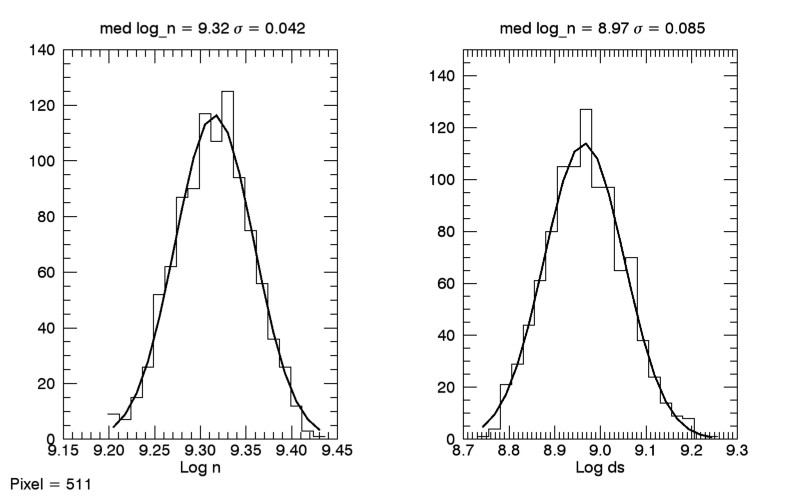 med log_n = 9.32 σ = 0.042
140
120
100
80
60
40
20
0
9.15 9.20 9.25 9.30 9.35 9.40 9.45
Log n
med log_n = 8.97 σ = 0.085
140
120
100
80
60
40
20
0
8.7 8.8 8.9 9.0 9.1 9.2 9.3
Log ds
Pixel = 511